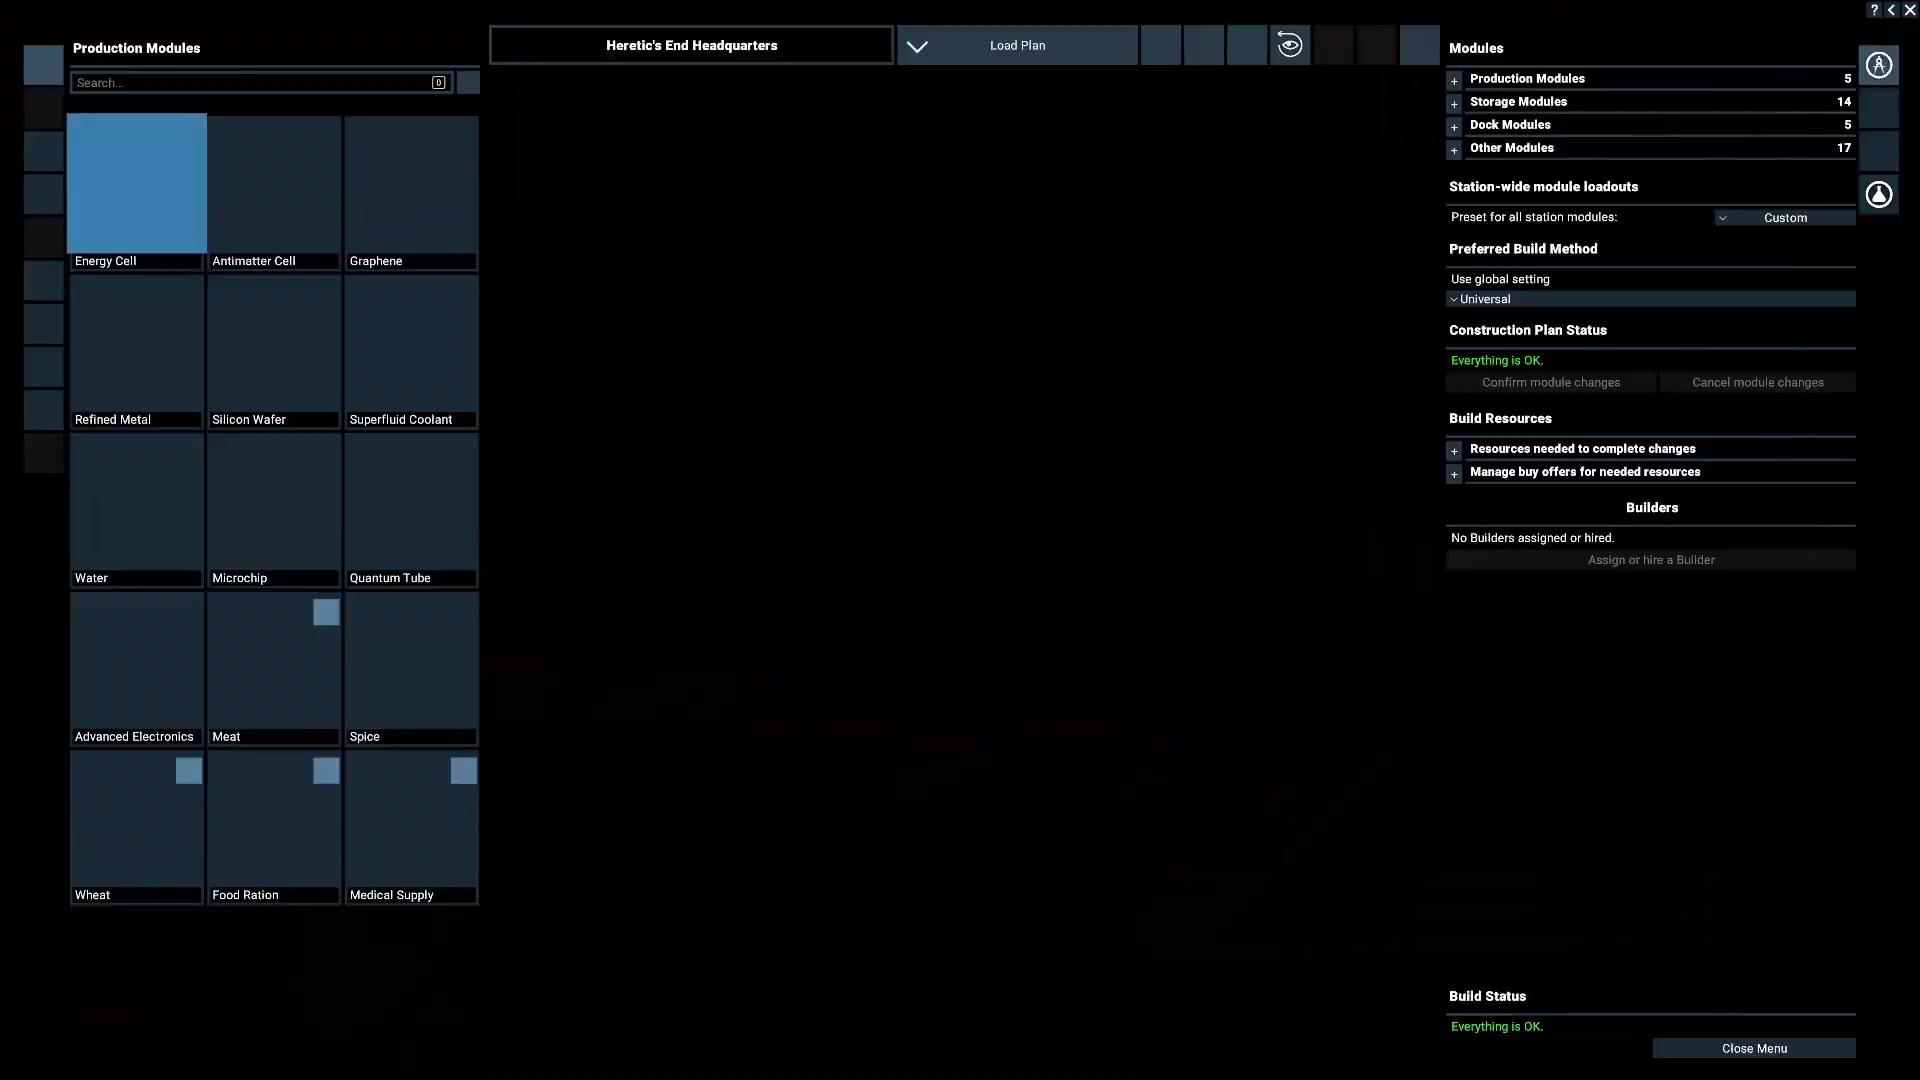 ?
Production Modules
Search...
0
Energy Cell
Antimatter Cell
Graphene
Refined Metal
Silicon Wafer
Superfluid Coolant
Water
Microchip
Quantum Tube
Advanced Electronics
Meat
Spice
Wheat
Food Ration
Medical Supply
Heretic's End Headquarters
Load Plan
Modules
+ Production Modules 5
+ Storage Modules 14
+ Dock Modules 5
+ Other Modules 17
Station-wide module loadouts
Preset for all station modules: Custom
Preferred Build Method
Use global setting
Universal
Construction Plan Status
Everything is OK.
Confirm module changes Cancel module changes
Build Resources
+ Resources needed to complete changes
+ Manage buy offers for needed resources
Builders
No Builders assigned or hired.
Assign or hire a Builder
Build Status
Everything is OK.
Close Menu